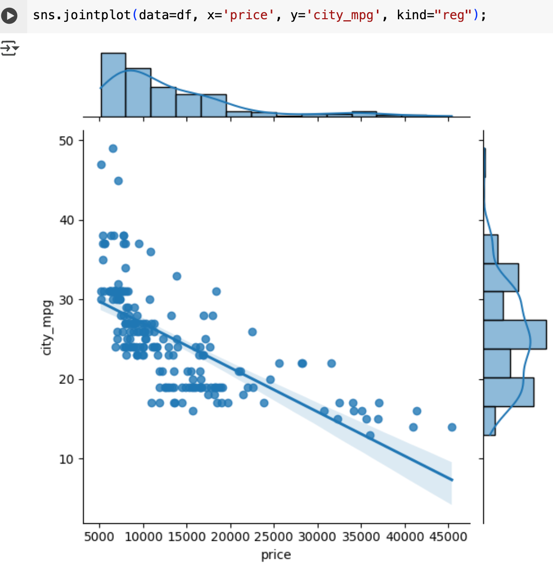 sns.jointplot(data=df, x='price', y='city_mpg', kind="reg");
50
40
30
20
10
city_mpg
5000 10000 15000 20000 25000 30000 35000 40000 45000
price